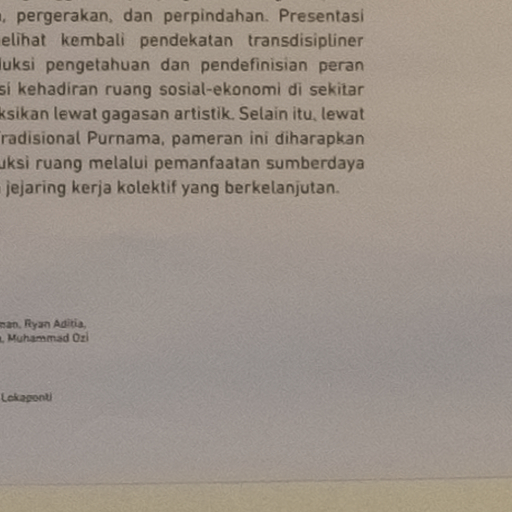 pergerakan, dan perpindahan. Presentasi
elihat kembali pendekatan transdisipliner
uksi pengetahuan dan pendefinisian peran
si kehadiran ruang sosial-ekonomi di sekitar
ksikan lewat gagasan artistik. Selain itu, lewat
radisional Purnama, pameran ini diharapkan
uksi ruang melalui pemanfaatan sumberdaya
jejaring kerja kolektif yang berkelanjutan.
man, Ryan Aditia,
Muhammad Ozi
Lokaponti